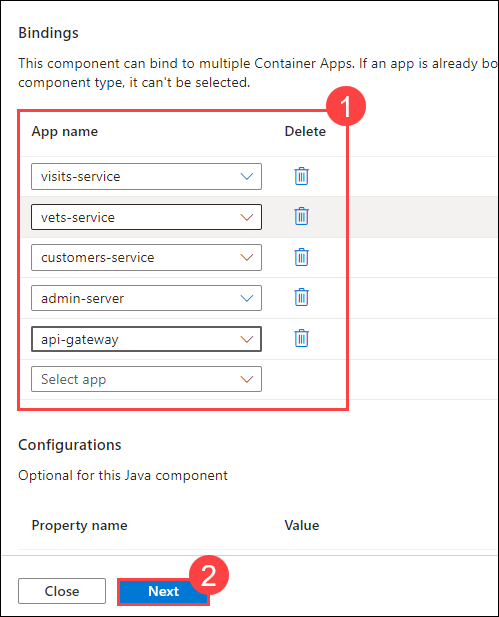 Bindings
This component can bind to multiple Container Apps. If an app is already bo
component type, it can't be selected.
1
App name Delete
visits-service
vets-service
customers-service
admin-server
api-gateway
Select app
Configurations
Optional for this Java component
Property name Value
2
Close Next